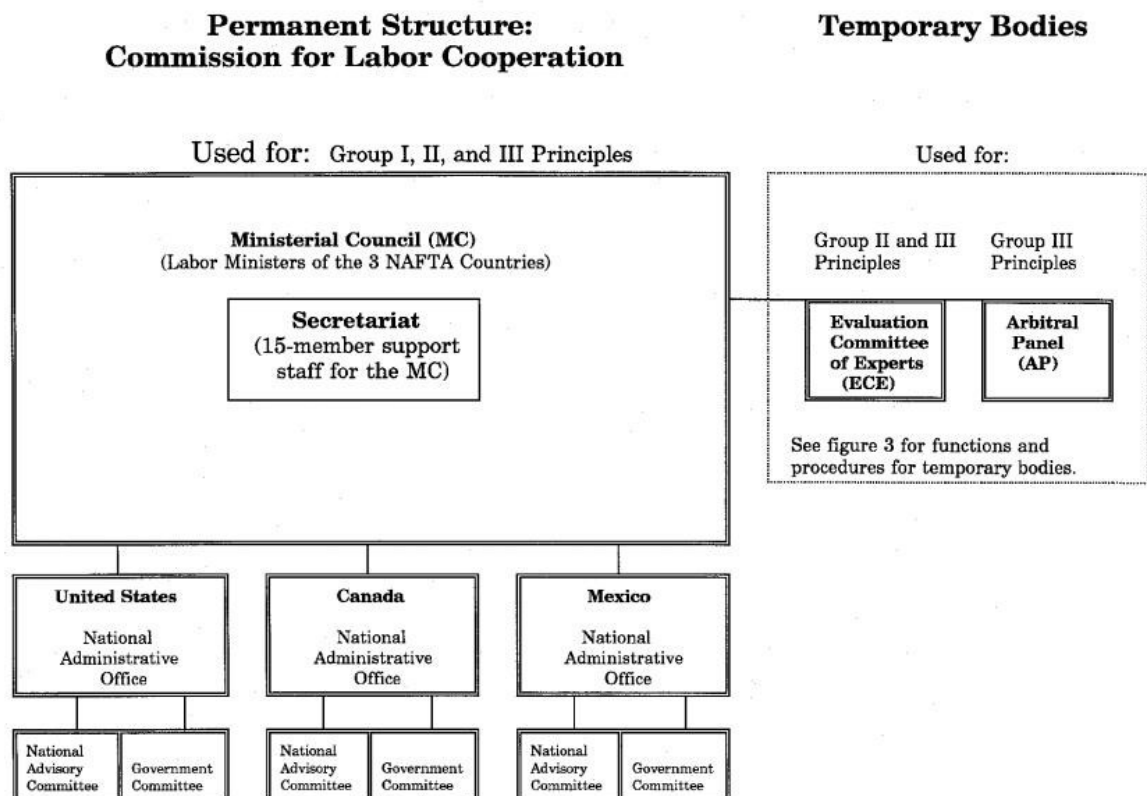 Permanent Structure:
Commission for Labor Cooperation
Temporary Bodies
Used for: Group I, II, and III Principles
Ministerial Council (MC)
(Labor Ministers of the 3 NAFTA Countries)
Secretariat
(15-member support
staff for the MC)
Used for:
Group II and III
Principles
Group III
Principles
Evaluation
Committee
of Experts
(ECE)
Arbitral
Panel
(AP)
See figure 3 for functions and
procedures for temporary bodies.
United States
National
Administrative
Office
Canada
National
Administrative
Office
Mexico
National
Administrative
Office
National
Advisory
Committee
Government
Committee
National
Advisory
Committee
Government
Committee
National
Advisory
Committee
Government
Committee